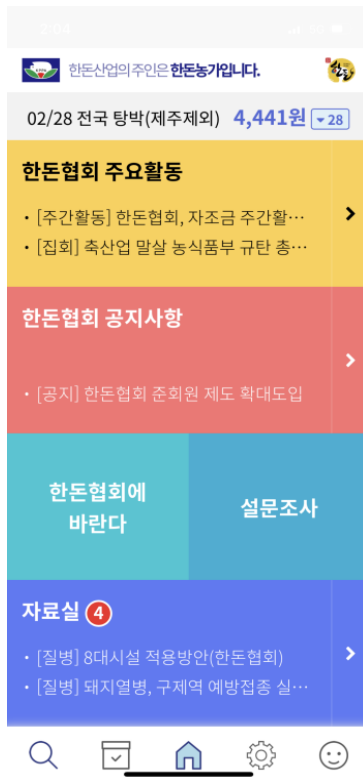 2:04
5G
한돈산업의 주인은 한돈농가입니다.
한돈
02/28 전국 탕박(제주제외) 4,441원 ▼28
한돈협회 주요활동
· [주간활동] 한돈협회, 자조금 주간활…
· [집회] 축산업 말살 농식품부 규탄 총…
한돈협회 공지사항
· [공지] 한돈협회 준회원 제도 확대도입
한돈협회에
바란다
설문조사
자료실 4
· [질병] 8대시설 적용방안(한돈협회)
· [질병] 돼지열병, 구제역 예방접종 실…